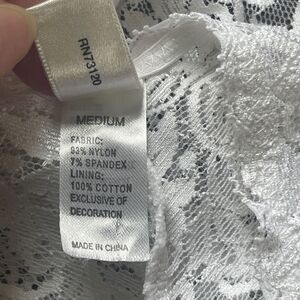 RN73120
MEDIUM
FABRIC:
93% NYLON
7% SPANDEX
LINING:
100% COTTON
EXCLUSIVE OF
DECORATION
MADE IN CHINA